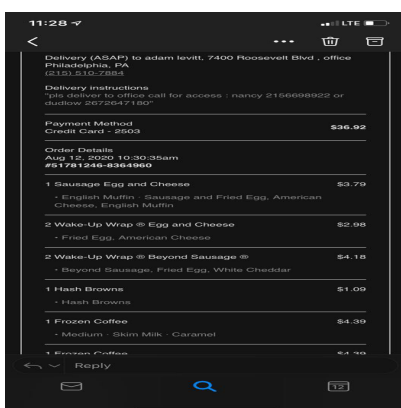 11:28
LTE
Delivery (ASAP) to adam levitt, 7400 Roosevelt Blvd , office
Philadelphia, PA
(215) 510-7884
Delivery instructions
"pls deliver to office call for access : nancy 2156698922 or
dudlow 2672647180"
Payment Method
Credit Card - 2503
$36.92
Order Details
Aug 12, 2020 10:30:35am
#51781246-8364960
1 Sausage Egg and Cheese $3.79
• English Muffin · Sausage and Fried Egg, American
Cheese, English Muffin
2 Wake-Up Wrap ® Egg and Cheese $2.98
• Fried Egg, American Cheese
2 Wake-Up Wrap ® Beyond Sausage ® $4.18
• Beyond Sausage, Fried Egg, White Cheddar
1 Hash Browns $1.09
• Hash Browns
1 Frozen Coffee $4.39
• Medium · Skim Milk · Caramel
1 Frozen Coffee $4.39
Reply
12